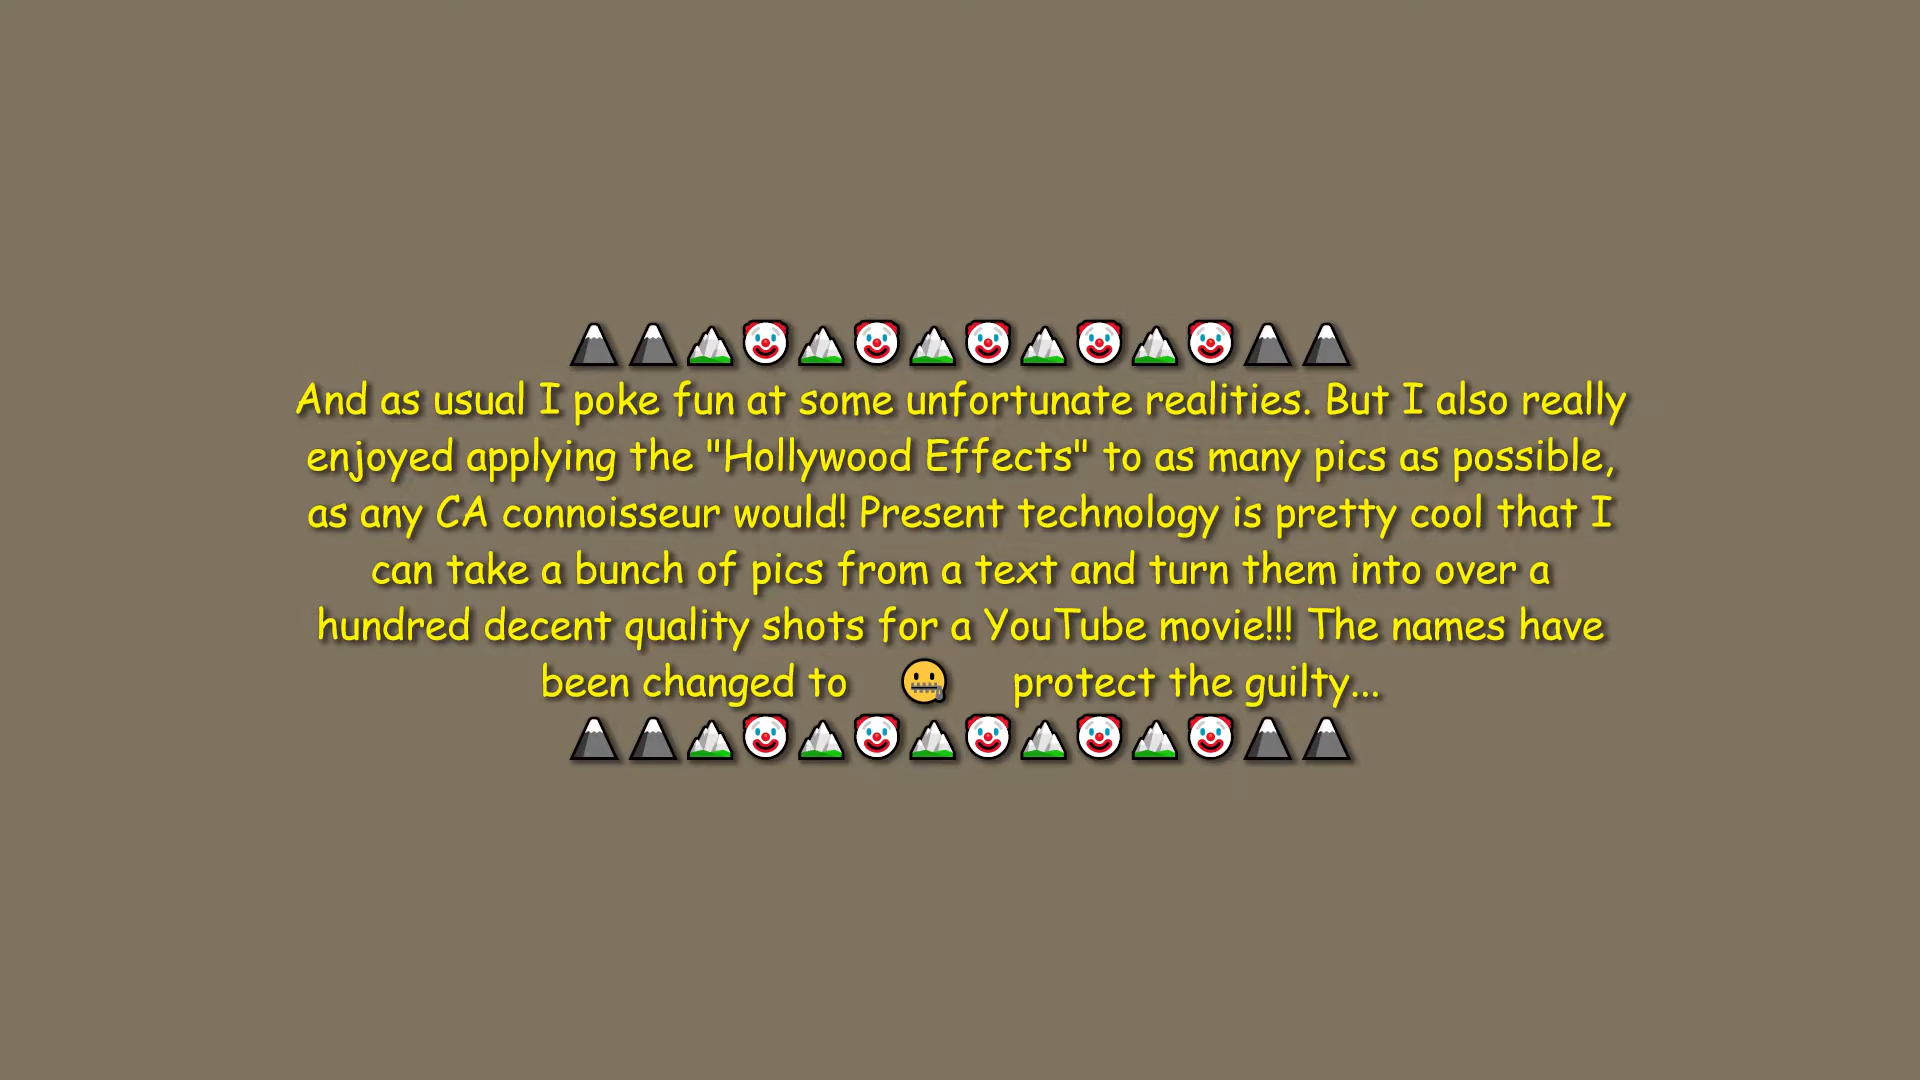 🏔🏔⛰🤡⛰🤡⛰🤡⛰🤡⛰🤡🏔🏔
And as usual I poke fun at some unfortunate realities. But I also really
enjoyed applying the "Hollywood Effects" to as many pics as possible,
as any CA connoisseur would! Present technology is pretty cool that I
can take a bunch of pics from a text and turn them into over a
hundred decent quality shots for a YouTube movie!!! The names have
been changed to 🤐 protect the guilty...
🏔🏔⛰🤡⛰🤡⛰🤡⛰🤡⛰🤡🏔🏔